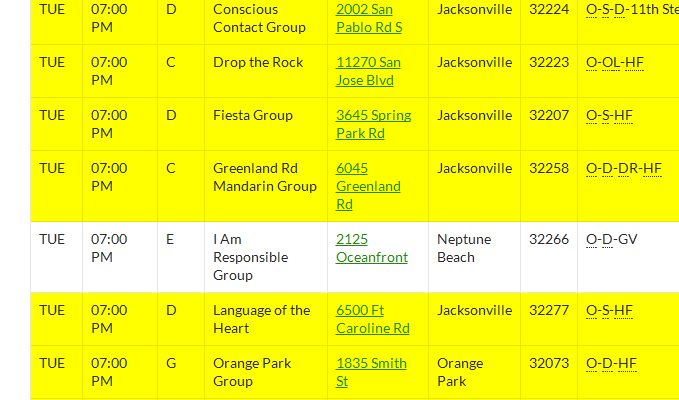 TUE 07:00 D Conscious 2002 San Jacksonville 32224 O-S-D-11th Ste
PM Contact Group Pablo Rd S
TUE 07:00 C Drop the Rock 11270 San Jacksonville 32223 O-OL-HF
PM Jose Blvd
TUE 07:00 D Fiesta Group 3645 Spring Jacksonville 32207 O-S-HF
PM Park Rd
TUE 07:00 C Greenland Rd 6045 Jacksonville 32258 O-D-DR-HF
PM Mandarin Group Greenland
Rd
TUE 07:00 E I Am 2125 Neptune 32266 O-D-GV
PM Responsible Oceanfront Beach
Group
TUE 07:00 D Language of the 6500 Ft Jacksonville 32277 O-S-HF
PM Heart Caroline Rd
TUE 07:00 G Orange Park 1835 Smith Orange 32073 O-D-HF
PM Group St Park